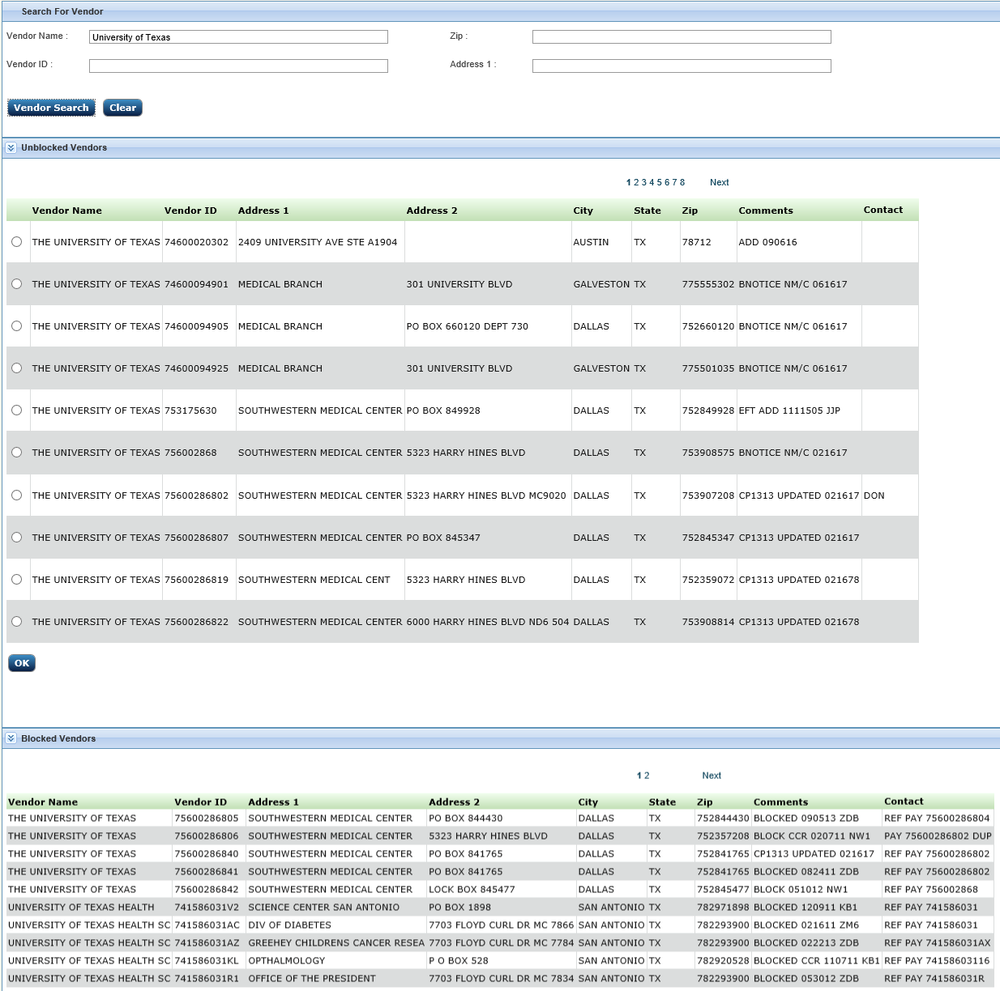 Search For Vendor
Vendor Name : University of Texas Zip :
Vendor ID : Address 1 :
Vendor Search Clear
Unblocked Vendors
1 2 3 4 5 6 7 8 Next
Vendor Name Vendor ID Address 1 Address 2 City State Zip Comments Contact
THE UNIVERSITY OF TEXAS 74600020302 2409 UNIVERSITY AVE STE A1904 AUSTIN TX 78712 ADD 090616
THE UNIVERSITY OF TEXAS 74600094901 MEDICAL BRANCH 301 UNIVERSITY BLVD GALVESTON TX 775555302 BNOTICE NM/C 061617
THE UNIVERSITY OF TEXAS 74600094905 MEDICAL BRANCH PO BOX 660120 DEPT 730 DALLAS TX 752660120 BNOTICE NM/C 061617
THE UNIVERSITY OF TEXAS 74600094925 MEDICAL BRANCH 301 UNIVERSITY BLVD GALVESTON TX 775501035 BNOTICE NM/C 061617
THE UNIVERSITY OF TEXAS 753175630 SOUTHWESTERN MEDICAL CENTER PO BOX 849928 DALLAS TX 752849928 EFT ADD 1111505 JJP
THE UNIVERSITY OF TEXAS 756002868 SOUTHWESTERN MEDICAL CENTER 5323 HARRY HINES BLVD DALLAS TX 753908575 BNOTICE NM/C 021617
THE UNIVERSITY OF TEXAS 75600286802 SOUTHWESTERN MEDICAL CENTER 5323 HARRY HINES BLVD MC9020 DALLAS TX 753907208 CP1313 UPDATED 021617 DON
THE UNIVERSITY OF TEXAS 75600286807 SOUTHWESTERN MEDICAL CENTER PO BOX 845347 DALLAS TX 752845347 CP1313 UPDATED 021617
THE UNIVERSITY OF TEXAS 75600286819 SOUTHWESTERN MEDICAL CENT 5323 HARRY HINES BLVD DALLAS TX 752359072 CP1313 UPDATED 021678
THE UNIVERSITY OF TEXAS 75600286822 SOUTHWESTERN MEDICAL CENTER 6000 HARRY HINES BLVD ND6 504 DALLAS TX 753908814 CP1313 UPDATED 021678
OK
Blocked Vendors
1 2 Next
Vendor Name Vendor ID Address 1 Address 2 City State Zip Comments Contact
THE UNIVERSITY OF TEXAS 75600286805 SOUTHWESTERN MEDICAL CENTER PO BOX 844430 DALLAS TX 752844430 BLOCKED 090513 ZDB REF PAY 75600286804
THE UNIVERSITY OF TEXAS 75600286806 SOUTHWESTERN MEDICAL CENTER 5323 HARRY HINES BLVD DALLAS TX 752357208 BLOCK CCR 020711 NW1 PAY 75600286802 DUP
THE UNIVERSITY OF TEXAS 75600286840 SOUTHWESTERN MEDICAL CENTER PO BOX 841765 DALLAS TX 752841765 CP1313 UPDATED 021617 REF PAY 75600286802
THE UNIVERSITY OF TEXAS 75600286841 SOUTHWESTERN MEDICAL CENTER PO BOX 841765 DALLAS TX 752841765 BLOCKED 082411 ZDB REF PAY 75600286802
THE UNIVERSITY OF TEXAS 75600286842 SOUTHWESTERN MEDICAL CENTER LOCK BOX 845477 DALLAS TX 752845477 BLOCK 051012 NW1 REF PAY 756002868
UNIVERSITY OF TEXAS HEALTH 741586031V2 SCIENCE CENTER SAN ANTONIO PO BOX 1898 SAN ANTONIO TX 782971898 BLOCKED 120911 KB1 REF PAY 741586031
UNIVERSITY OF TEXAS HEALTH SC 741586031AC DIV OF DIABETES 7703 FLOYD CURL DR MC 7866 SAN ANTONIO TX 782293900 BLOCKED 021611 ZM6 REF PAY 741586031
UNIVERSITY OF TEXAS HEALTH SC 741586031AZ GREEHEY CHILDRENS CANCER RESEA 7703 FLOYD CURL DR MC 7784 SAN ANTONIO TX 782293900 BLOCKED 022213 ZDB REF PAY 741586031AX
UNIVERSITY OF TEXAS HEALTH SC 741586031KL OPTHALMOLOGY P O BOX 528 SAN ANTONIO TX 782920528 BLOCKED CCR 110711 KB1 REF PAY 74158603116
UNIVERSITY OF TEXAS HEALTH SC 741586031R1 OFFICE OF THE PRESIDENT 7703 FLOYD CURL DR MC 7834 SAN ANTONIO TX 782293900 BLOCKED 053012 ZDB REF PAY 741586031R